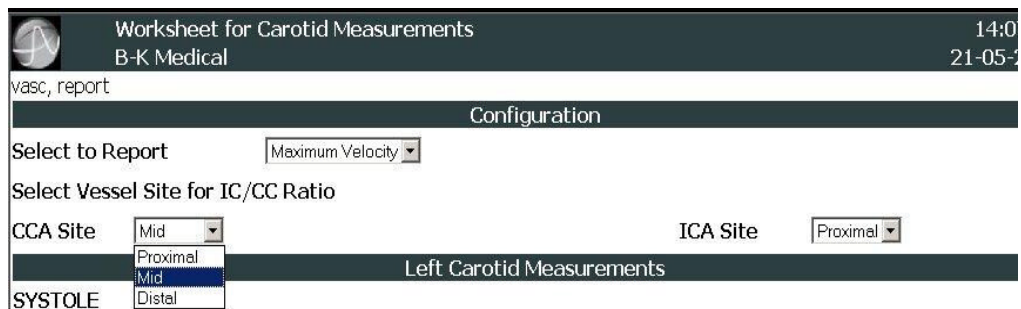 Worksheet for Carotid Measurements 14:0
B-K Medical 21-05-2
vasc, report
Configuration
Select to Report Maximum Velocity
Select Vessel Site for IC/CC Ratio
CCA Site Mid ICA Site Proximal
Proximal
Mid
Left Carotid Measurements
Distal
SYSTOLE